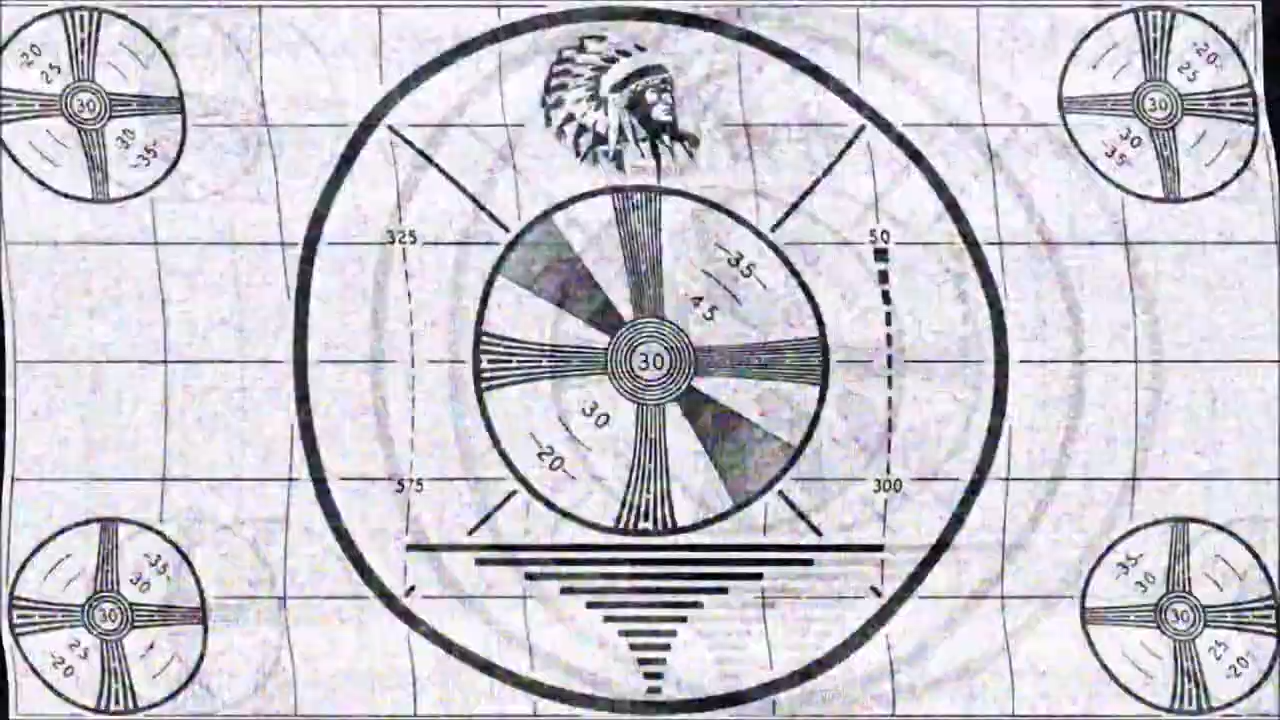 -20 25 30 30 -35-
-20- 25 30 -30 -35-
325
50
-35-
-45
30
30
-20-
575
300
-35- 30 30 25 -20
-35- 30 30 25 -20-